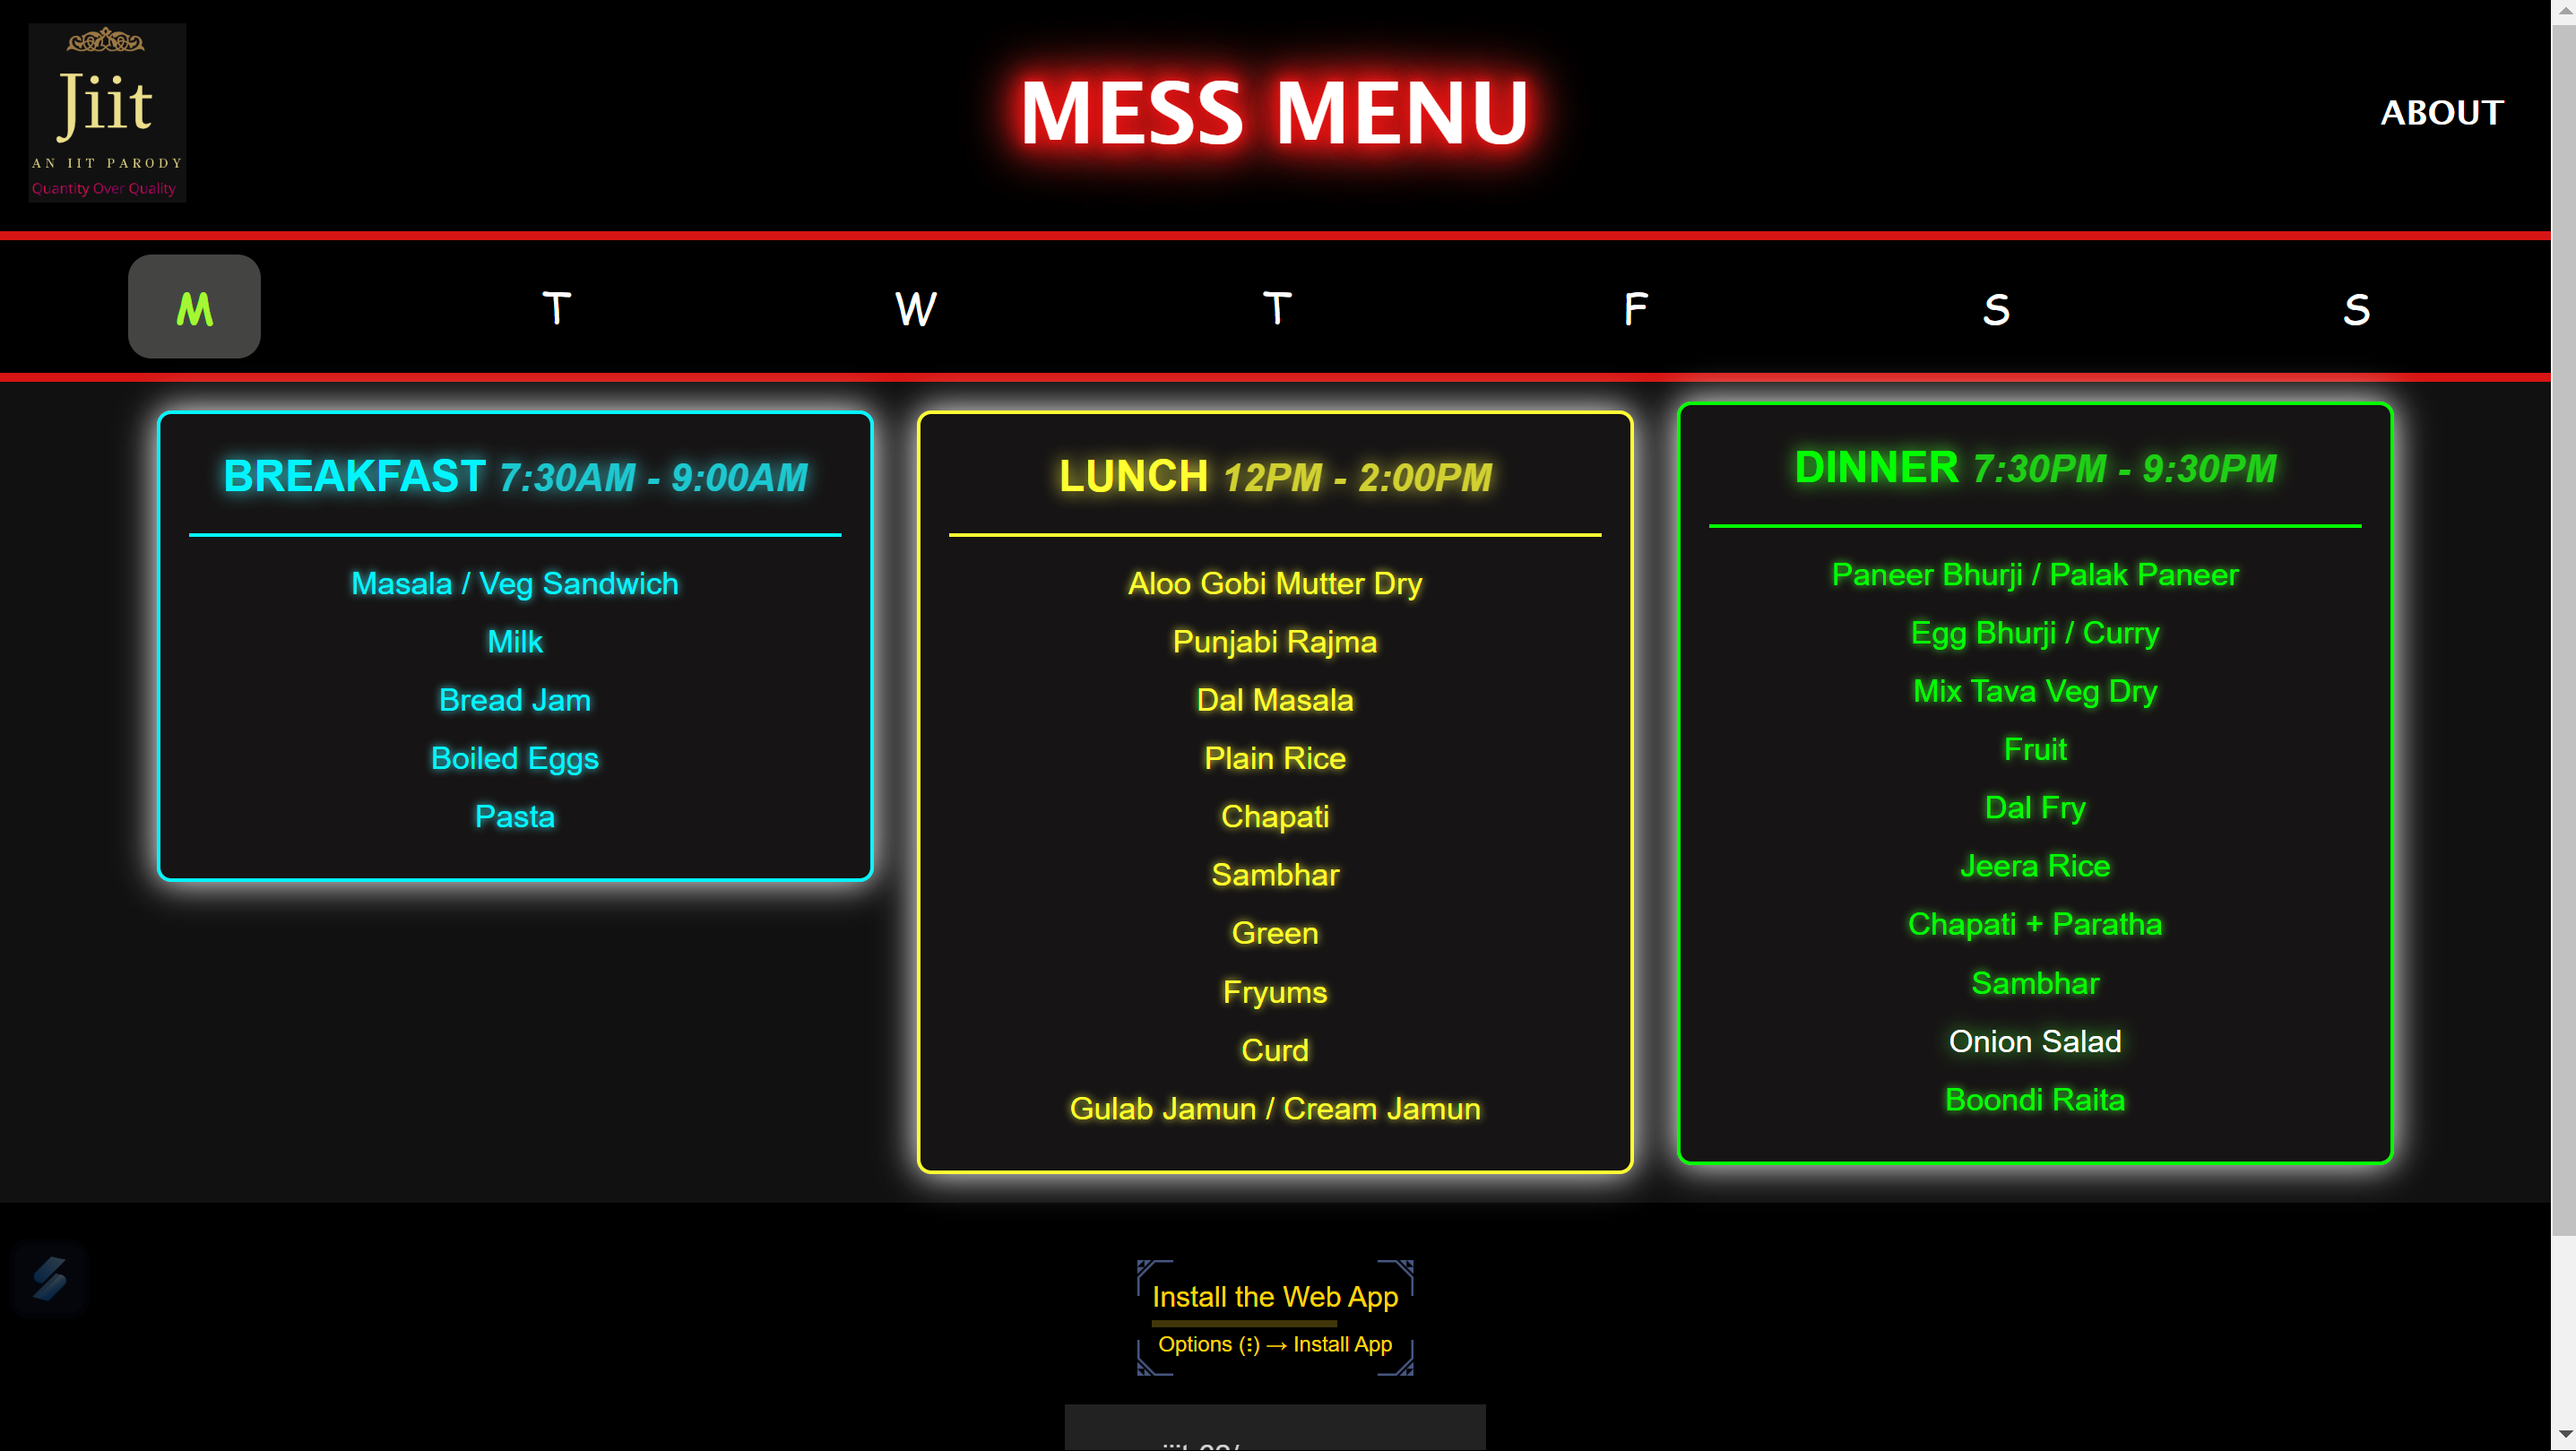 Jiit
AN IIT PARODY
Quantity Over Quality
MESS MENU
ABOUT
M T W T F S S
BREAKFAST 7:30AM - 9:00AM
Masala / Veg Sandwich
Milk
Bread Jam
Boiled Eggs
Pasta
LUNCH 12PM - 2:00PM
Aloo Gobi Mutter Dry
Punjabi Rajma
Dal Masala
Plain Rice
Chapati
Sambhar
Green
Fryums
Curd
Gulab Jamun / Cream Jamun
DINNER 7:30PM - 9:30PM
Paneer Bhurji / Palak Paneer
Egg Bhurji / Curry
Mix Tava Veg Dry
Fruit
Dal Fry
Jeera Rice
Chapati + Paratha
Sambhar
Onion Salad
Boondi Raita
Install the Web App
Options (⋮) → Install App